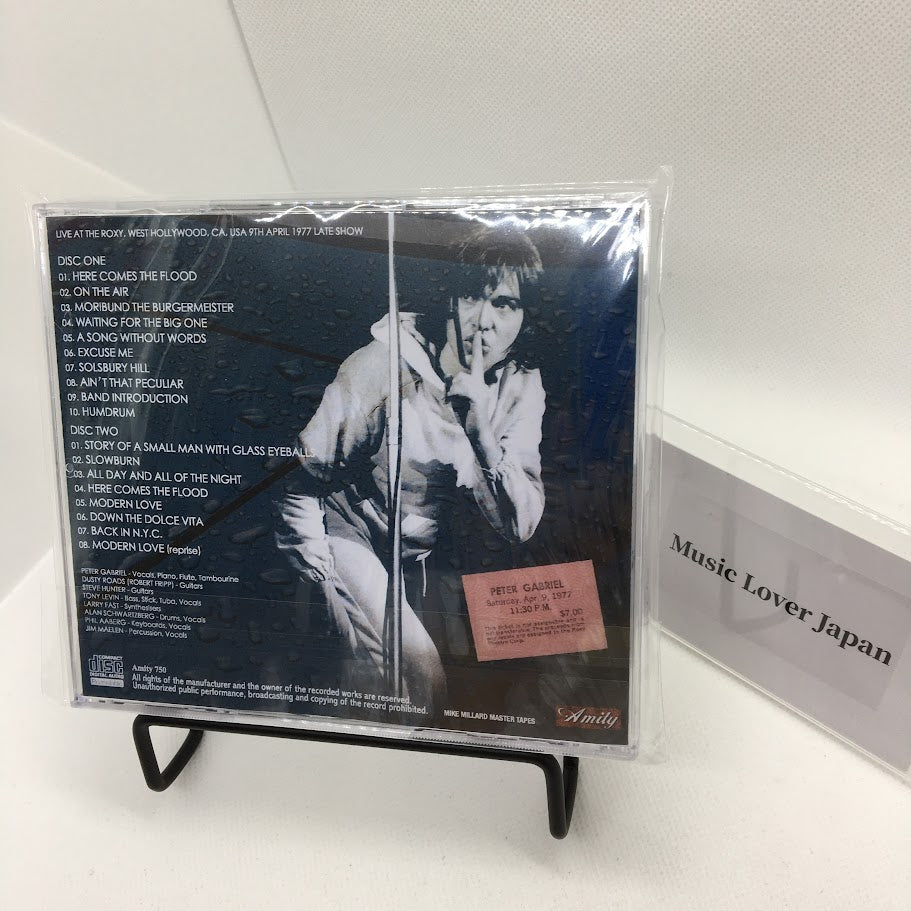 LIVE AT THE ROXY, WEST HOLLYWOOD, CA. USA 9TH APRIL 1977 LATE SHOW
DISC ONE
01. HERE COMES THE FLOOD
02. ON THE AIR
03. MORIBUND THE BURGERMEISTER
04. WAITING FOR THE BIG ONE
05. A SONG WITHOUT WORDS
06. EXCUSE ME
07. SOLSBURY HILL
08. AIN'T THAT PECULIAR
09. BAND INTRODUCTION
10. HUMDRUM
DISC TWO
01. STORY OF A SMALL MAN WITH GLASS EYEBALLS
02. SLOWBURN
03. ALL DAY AND ALL OF THE NIGHT
04. HERE COMES THE FLOOD
05. MODERN LOVE
06. DOWN THE DOLCE VITA
07. BACK IN N.Y.C.
08. MODERN LOVE (reprise)
PETER GABRIEL - Vocals, Piano, Flute, Tambourine
DUSTY ROADS (ROBERT FRIPP) - Guitars
STEVE HUNTER - Guitars
TONY LEVIN - Bass, Stick, Tuba, Vocals
LARRY FAST - Synthesisers
ALAN SCHWARTZBERG - Drums, Vocals
PHIL AABERG - Keyboards, Vocals
JIM MAELEN - Percussion, Vocals
PETER GABRIEL
Saturday, Apr. 9, 1977
11:30 P.M.
$7.00
COMPACT
disc
DIGITAL AUDIO
Amity 750
All rights of the manufacturer and the owner of the recorded works are reserved.
Unauthorized public performance, broadcasting and copying of the record prohibited.
MIKE MILLARD MASTER TAPES
Amity
Music Lover Japan